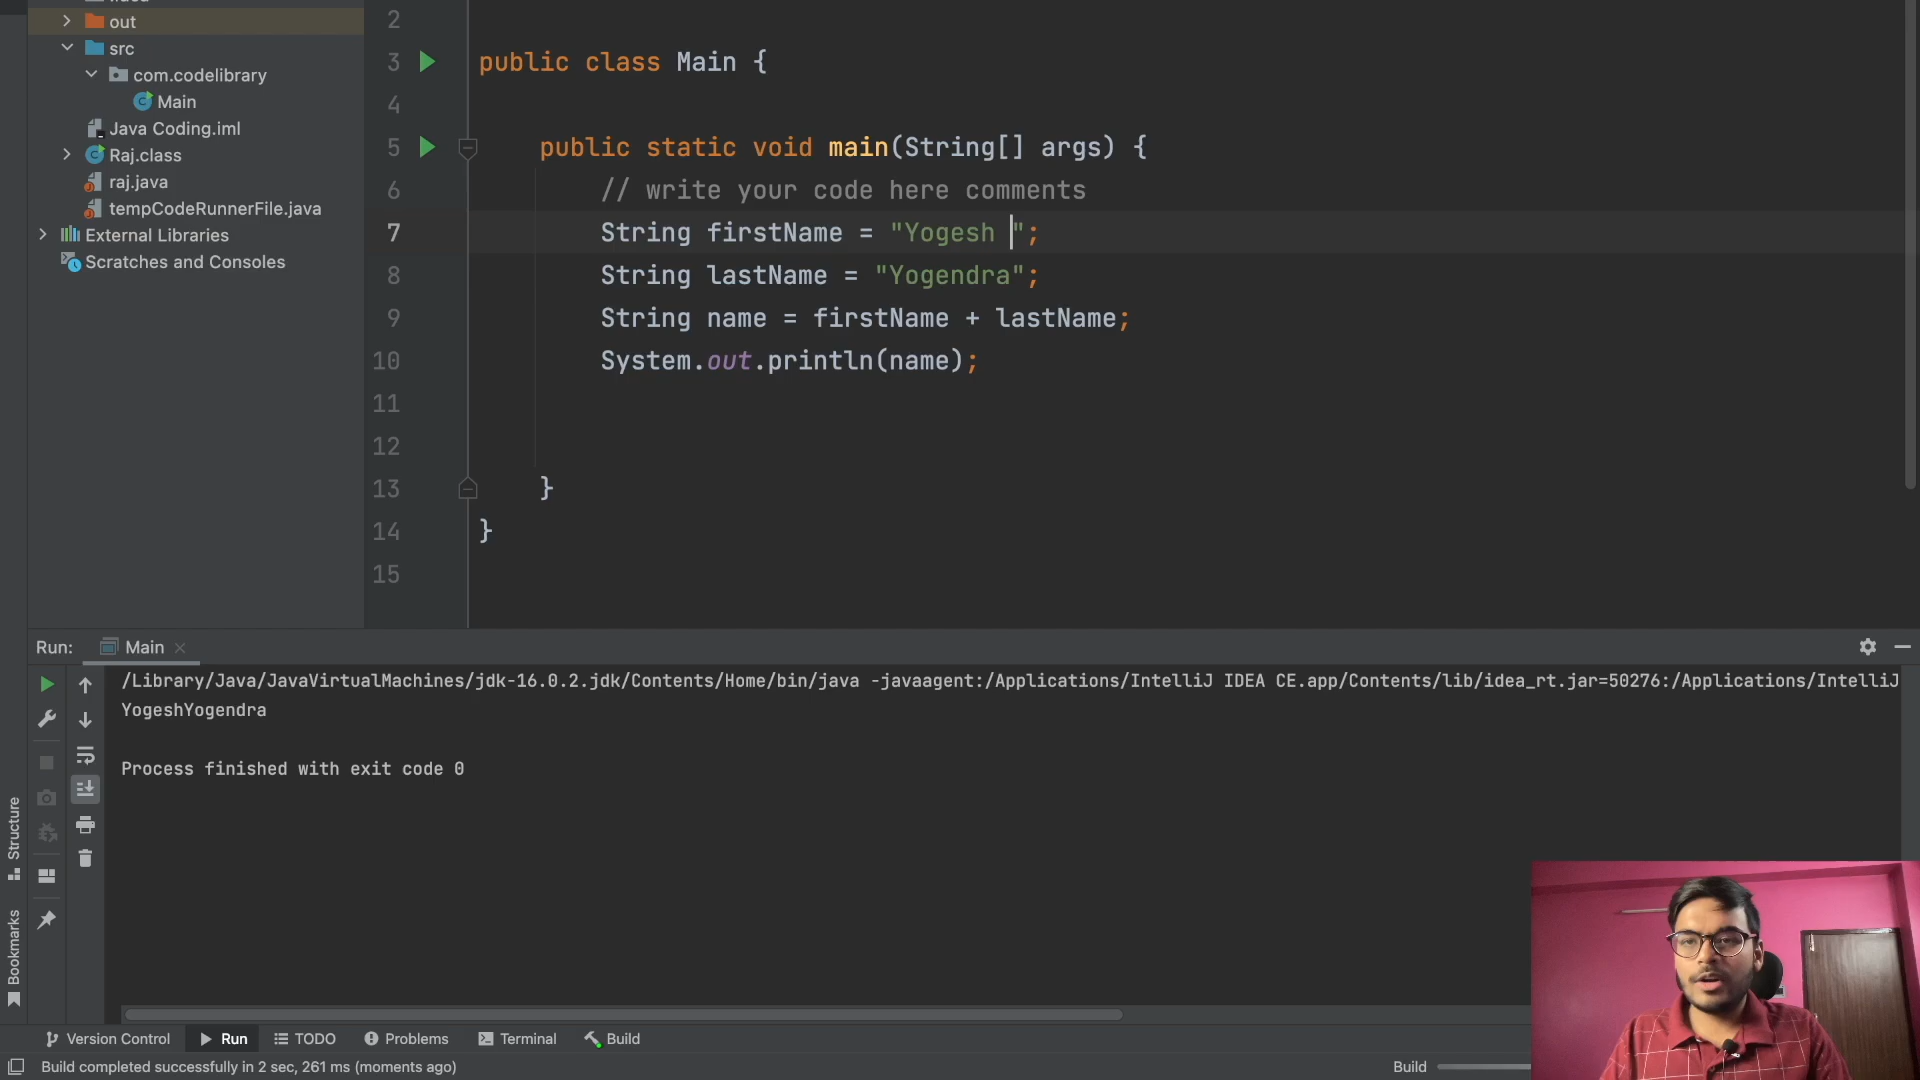 out
src
com.codelibrary
Main
Java Coding.iml
Raj.class
raj.java
tempCodeRunnerFile.java
External Libraries
Scratches and Consoles
2
3 public class Main {
4
5 public static void main(String[] args) {
6 // write your code here comments
7 String firstName = "Yogesh ";
8 String lastName = "Yogendra";
9 String name = firstName + lastName;
10 System.out.println(name);
11
12
13 }
14 }
15
Run: Main
/Library/Java/JavaVirtualMachines/jdk-16.0.2.jdk/Contents/Home/bin/java -javaagent:/Applications/IntelliJ IDEA CE.app/Contents/lib/idea_rt.jar=50276:/Applications/IntelliJ
YogeshYogendra
Process finished with exit code 0
Structure
Bookmarks
Version Control Run TODO Problems Terminal Build
Build completed successfully in 2 sec, 261 ms (moments ago) Build